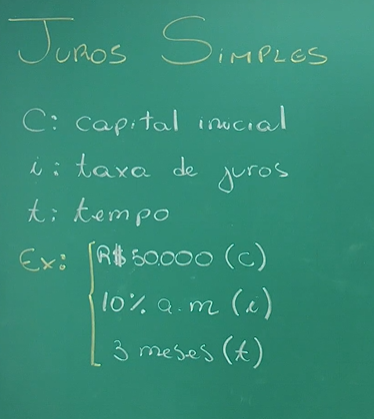 Juros Simples
C: capital inicial
i: taxa de juros
t: tempo
Ex: R$ 50.000 (c)
10% a.m (i)
3 meses (t)